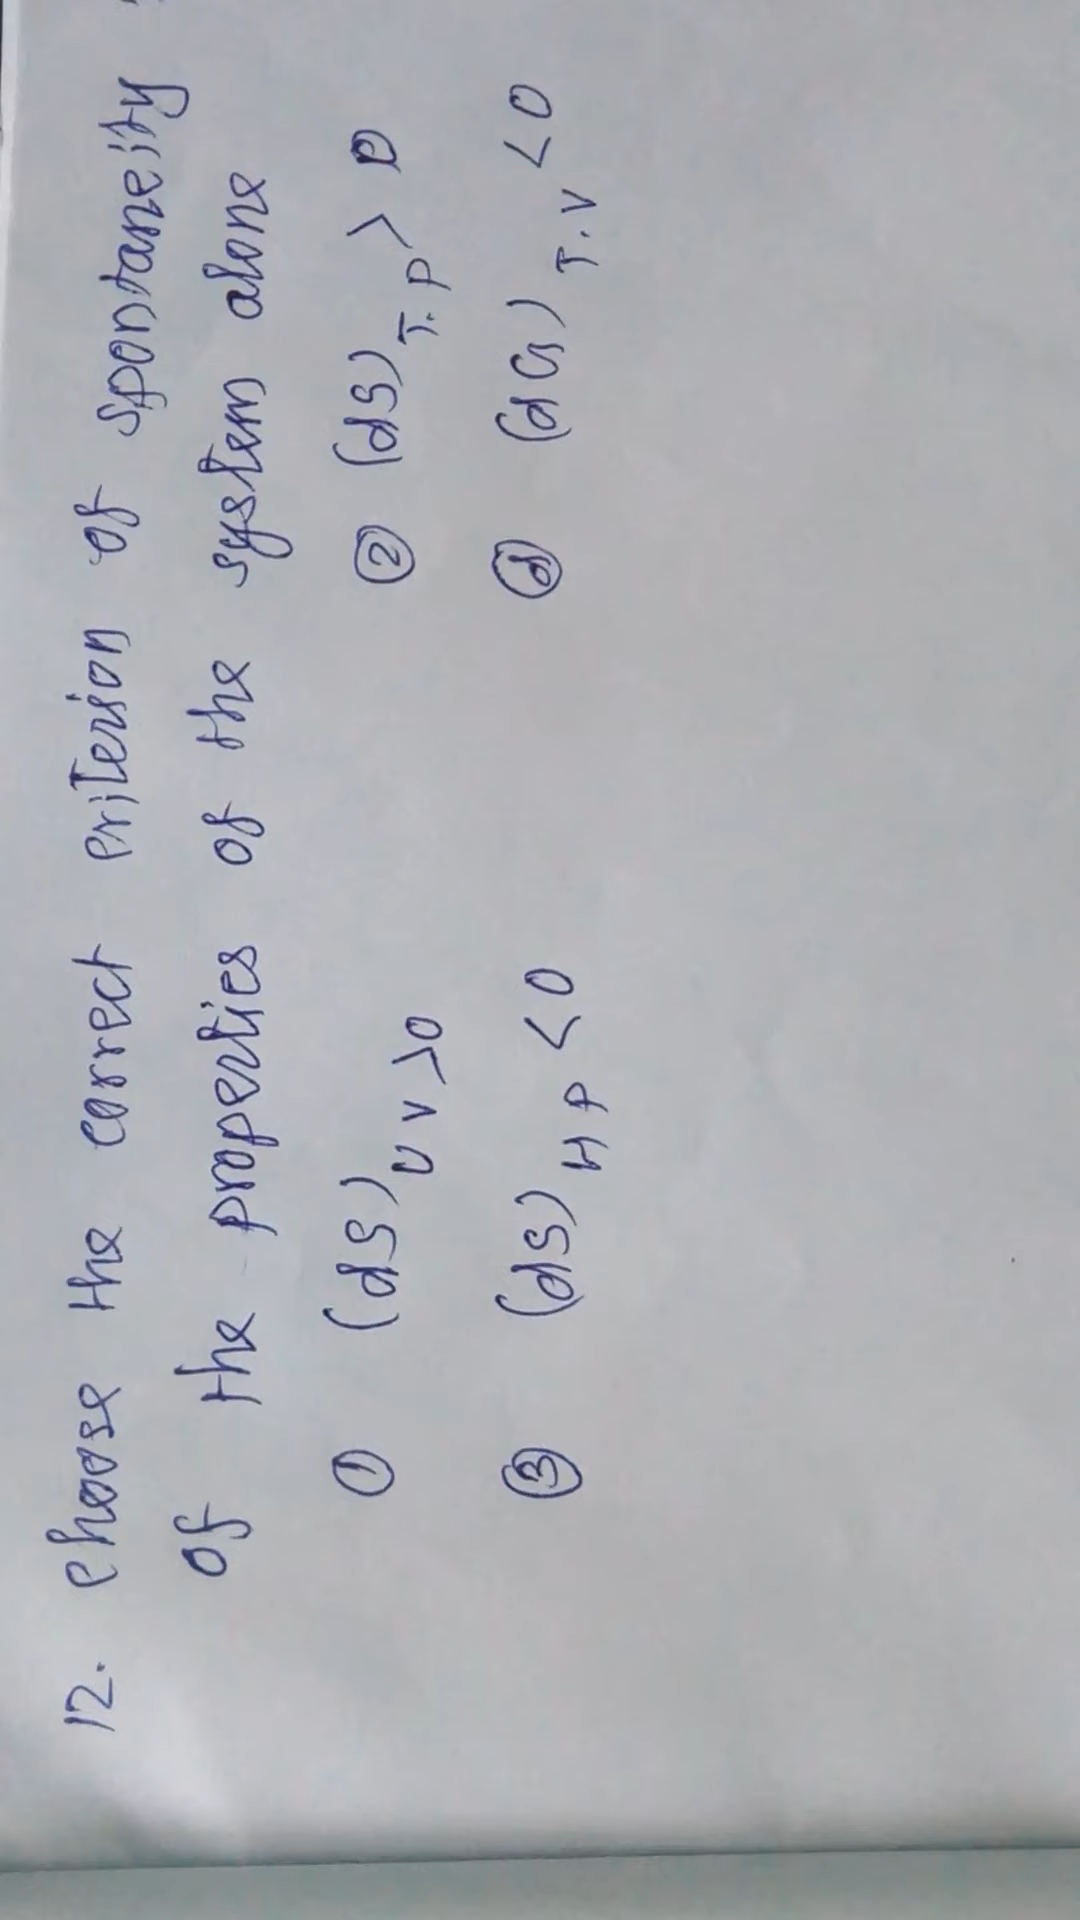 12. choose the correct criterion of spontaneity
of the properties of the system alone
① (dS)U V >0 ② (dS)T.P > 0
③ (dS)H P < 0 ④ (dG)T.V < 0